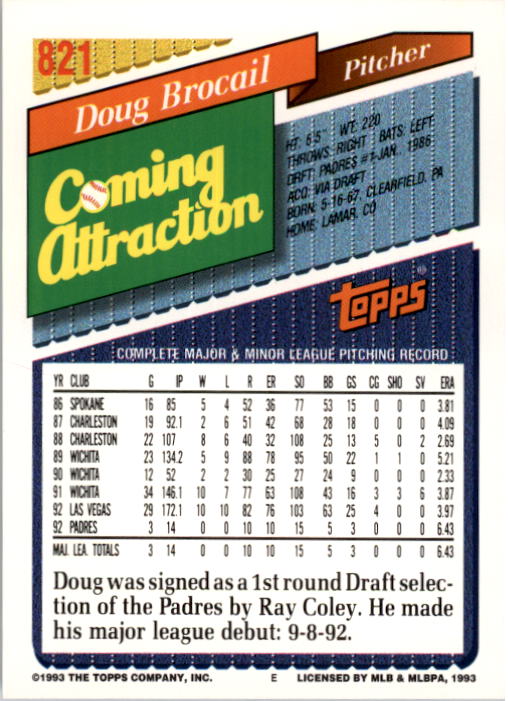 821
Doug Brocail
Pitcher
Coming
Attraction
HT: 6'5" WT: 220
THROWS: RIGHT BATS: LEFT
DRFT: PADRES #1-JAN., 1986
ACQ: VIA DRAFT
BORN: 5-16-67, CLEARFIELD, PA
HOME: LAMAR, CO
TOPPS ®
COMPLETE MAJOR & MINOR LEAGUE PITCHING RECORD
YR CLUB G IP W L R ER SO BB GS CG SHO SV ERA
86 SPOKANE 16 85 5 4 52 36 77 53 15 0 0 0 3.81
87 CHARLESTON 19 92.1 2 6 51 42 68 28 18 0 0 0 4.09
88 CHARLESTON 22 107 8 6 40 32 108 25 13 5 0 2 2.69
89 WICHITA 23 134.2 5 9 88 78 95 50 22 1 1 0 5.21
90 WICHITA 12 52 2 2 30 25 27 24 9 0 0 0 2.33
91 WICHITA 34 146.1 10 7 77 63 108 43 16 3 3 6 3.87
92 LAS VEGAS 29 172.1 10 10 82 76 103 63 25 4 0 0 3.97
92 PADRES 3 14 0 0 10 10 15 5 3 0 0 0 6.43
MAJ. LEA. TOTALS 3 14 0 0 10 10 15 5 3 0 0 0 6.43
Doug was signed as a 1st round Draft selec-
tion of the Padres by Ray Coley. He made
his major league debut: 9-8-92.
©1993 THE TOPPS COMPANY, INC. E LICENSED BY MLB & MLBPA, 1993